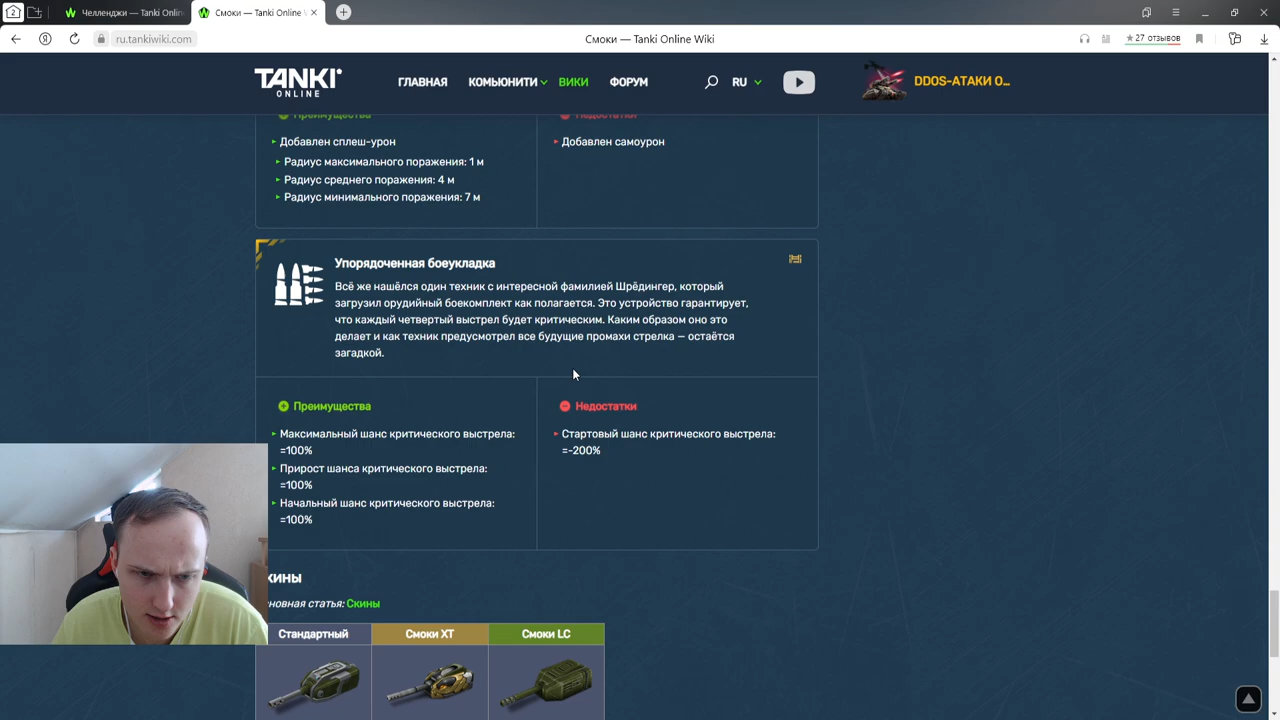 2
Челленджи — Tanki Onlin
Смоки — Tanki Online
ru.tankiwiki.com
Смоки — Tanki Online Wiki
★27 отзывов
TANKI
ONLINE
ГЛАВНАЯ
КОМЬЮНИТИ
ВИКИ
ФОРУМ
RU
DDOS-АТАКИ О...
Преимущества
Недостатки
Добавлен сплеш-урон
Добавлен самоурон
Радиус максимального поражения: 1 м
Радиус среднего поражения: 4 м
Радиус минимального поражения: 7 м
Упорядоченная боеукладка
Всё же нашёлся один техник с интересной фамилией Шрёдингер, который
загрузил орудийный боекомплект как полагается. Это устройство гарантирует,
что каждый четвертый выстрел будет критическим. Каким образом оно это
делает и как техник предусмотрел все будущие промахи стрелка — остаётся
загадкой.
Преимущества
Недостатки
Максимальный шанс критического выстрела:
=100%
Стартовый шанс критического выстрела:
=-200%
Прирост шанса критического выстрела:
=100%
Начальный шанс критического выстрела:
=100%
кины
новная статья: Скины
Стандартный
Смоки XT
Смоки LC